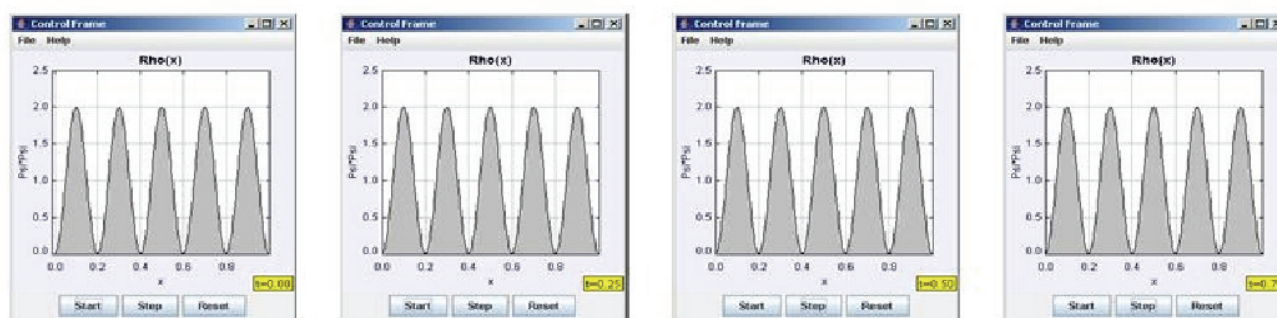 Control Frame
File Help
Rho(x)
Psi*Psi
2.5
2.0
1.5
1.0
0.5
0.0
0.0 0.2 0.4 0.6 0.8
x
t=0.00
Start Step Reset
Control Frame
File Help
Rho(x)
Psi*Psi
2.5
2.0
1.5
1.0
0.5
0.0
0.0 0.2 0.4 0.6 0.8
x
t=0.25
Start Step Reset
Control Frame
File Help
Rho(x)
Psi*Psi
2.5
2.0
1.5
1.0
0.5
0.0
0.0 0.2 0.4 0.6 0.8
x
t=0.50
Start Step Reset
Control Frame
File Help
Rho(x)
Psi*Psi
2.5
2.0
1.5
1.0
0.5
0.0
0.0 0.2 0.4 0.6 0.8
x
t=0.7
Start Step Reset